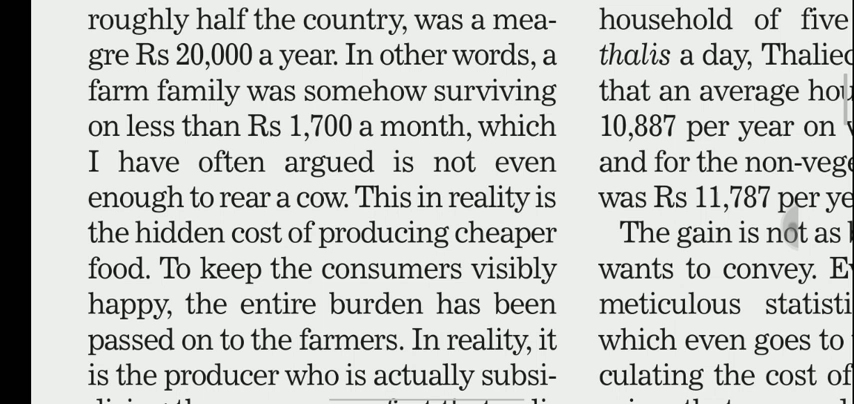 roughly half the country, was a mea-
gre Rs 20,000 a year. In other words, a
farm family was somehow surviving
on less than Rs 1,700 a month, which
I have often argued is not even
enough to rear a cow. This in reality is
the hidden cost of producing cheaper
food. To keep the consumers visibly
happy, the entire burden has been
passed on to the farmers. In reality, it
is the producer who is actually subsi-
household of five
thalis a day,
that an average
10,887 per year on
and for the
was Rs 11,787 per
The gain is not as
wants to convey.
meticulous
which even goes to
culating the cost of